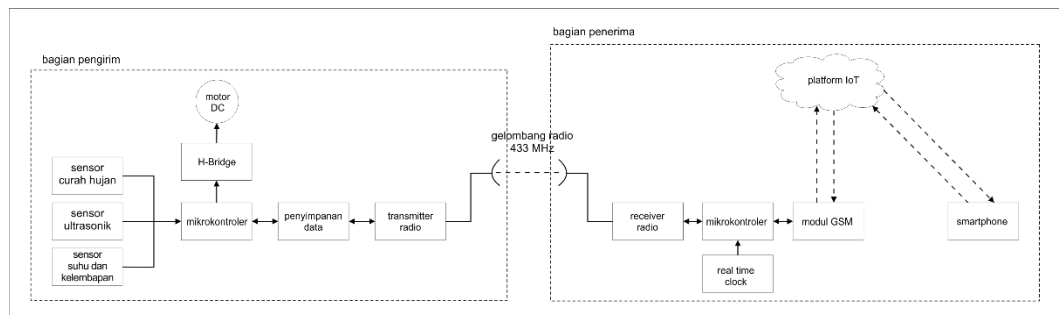 bagian pengirim
motor
DC
H-Bridge
sensor
curah hujan
sensor
ultrasonik
sensor
suhu dan
kelembapan
mikrokontroler
penyimpanan
data
transmitter
radio
gelombang radio
433 MHz
bagian penerima
platform IoT
receiver
radio
mikrokontroler
modul GSM
smartphone
real time
clock